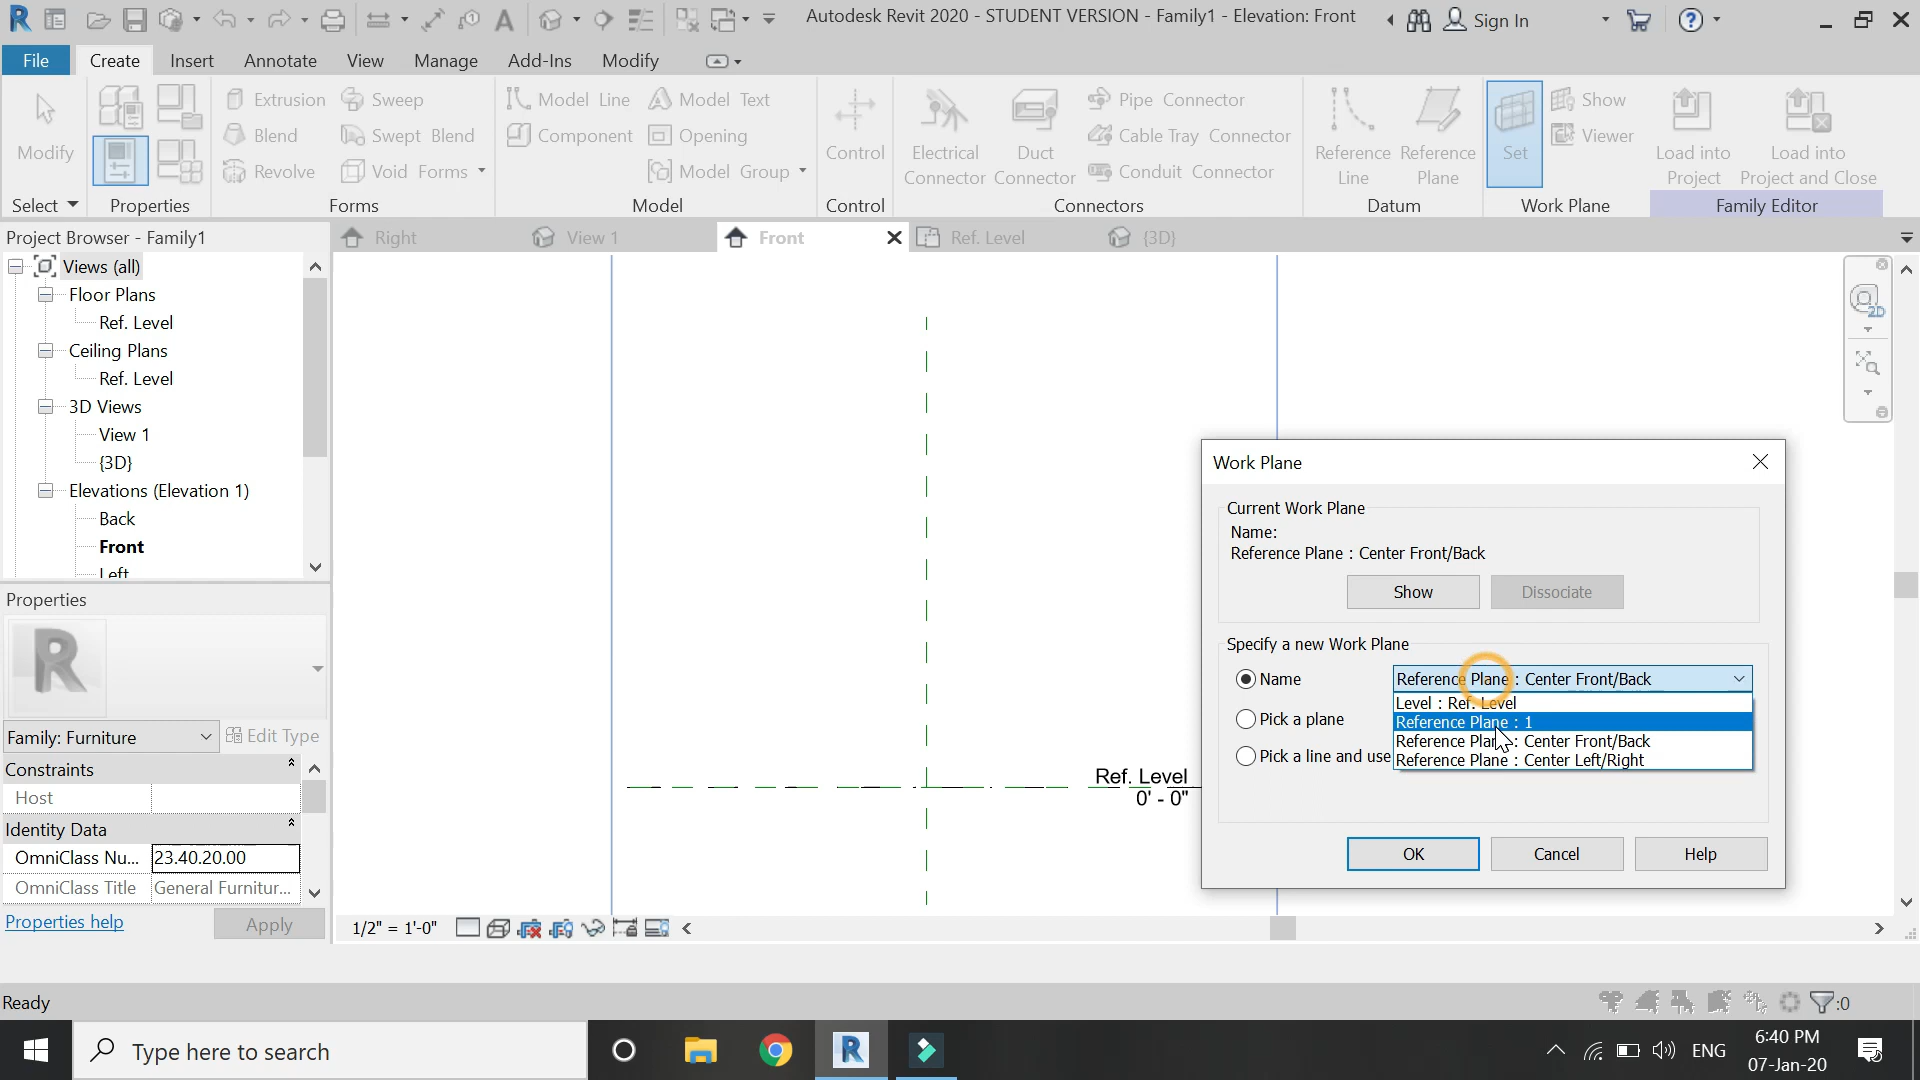 Autodesk Revit 2020 - STUDENT VERSION - Family1 - Elevation: Front
Sign In
File
Create
Insert
Annotate
View
Manage
Add-Ins
Modify
Modify
Select
Properties
Extrusion
Blend
Revolve
Sweep
Swept Blend
Void Forms
Forms
Model Line
Component
Model Text
Opening
Model Group
Model
Control
Control
Electrical
Connector
Duct
Connector
Pipe Connector
Cable Tray Connector
Conduit Connector
Connectors
Reference
Line
Reference
Plane
Datum
Set
Show
Viewer
Work Plane
Load into
Project
Load into
Project and Close
Family Editor
Project Browser - Family1
Right
View 1
Front
Ref. Level
{3D}
Views (all)
Floor Plans
Ref. Level
Ceiling Plans
Ref. Level
3D Views
View 1
{3D}
Elevations (Elevation 1)
Back
Front
Left
Properties
R
Family: Furniture
Edit Type
Constraints
Host
Identity Data
OmniClass Nu... 23.40.20.00
OmniClass Title General Furnitur...
Properties help
Apply
Ref. Level
0' - 0"
2D
Work Plane
Current Work Plane
Name:
Reference Plane : Center Front/Back
Show
Dissociate
Specify a new Work Plane
Name
Reference Plane : Center Front/Back
Level : Ref. Level
Reference Plane : 1
Reference Plane : Center Front/Back
Reference Plane : Center Left/Right
Pick a plane
Pick a line and use
OK
Cancel
Help
1/2" = 1'-0"
Ready
:0
Type here to search
ENG
6:40 PM
07-Jan-20